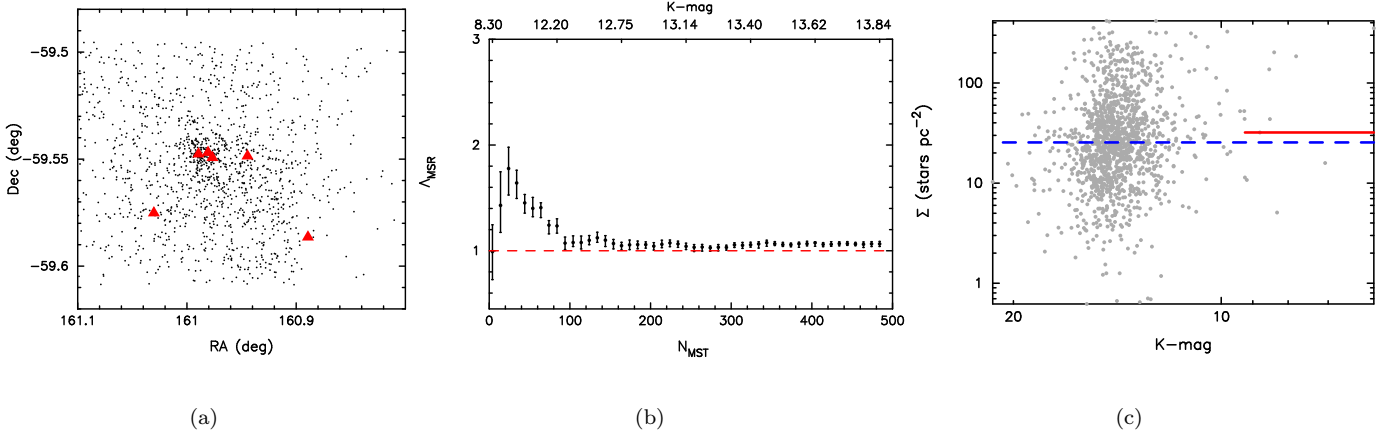 −59.5
−59.55
−59.6
Dec (deg)
161.1 161 160.9
RA (deg)
(a)
K−mag
8.30 12.20 12.75 13.14 13.40 13.62 13.84
3
2
1
Λ_MSR
0 100 200 300 400 500
N_MST
(b)
100
10
1
Σ (stars pc⁻²)
20 10
K−mag
(c)